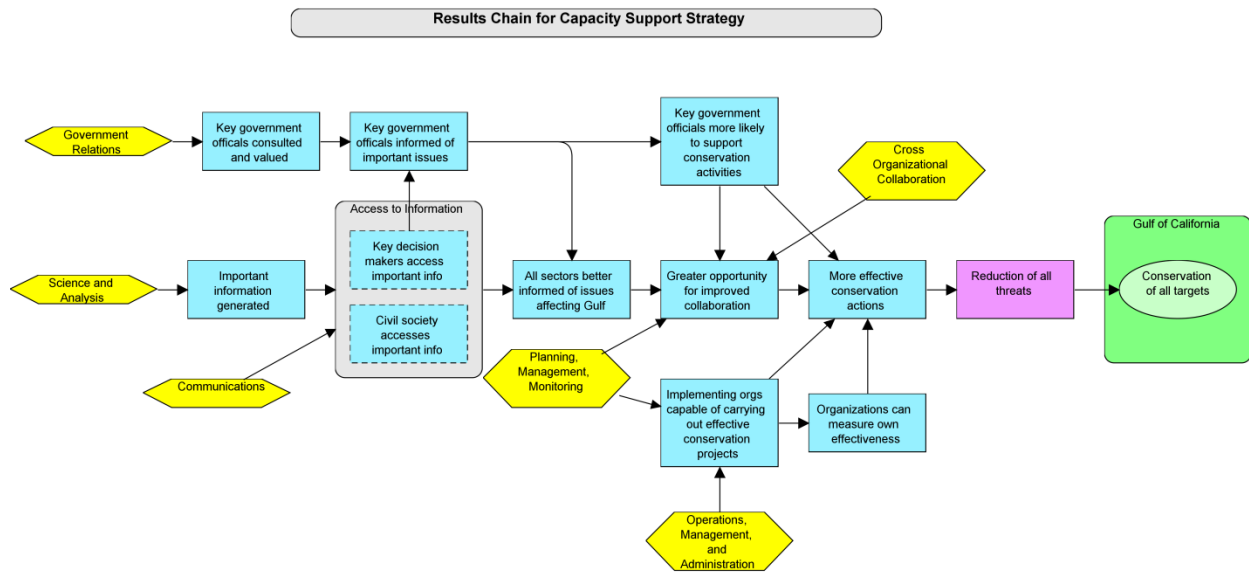 Results Chain for Capacity Support Strategy
Government
Relations
Key government
officals consulted
and valued
Key government
officals informed of
important issues
Key government
officials more likely
to support
conservation
activities
Cross
Organizational
Collaboration
Access to Information
Key decision
makers access
important info
Civil society
accesses
important info
Science and
Analysis
Important
information
generated
All sectors better
informed of issues
affecting Gulf
Greater opportunity
for improved
collaboration
More effective
conservation
actions
Reduction of all
threats
Gulf of California
Conservation
of all targets
Communications
Planning,
Management,
Monitoring
Implementing orgs
capable of carrying
out effective
conservation
projects
Organizations can
measure own
effectiveness
Operations,
Management,
and
Administration